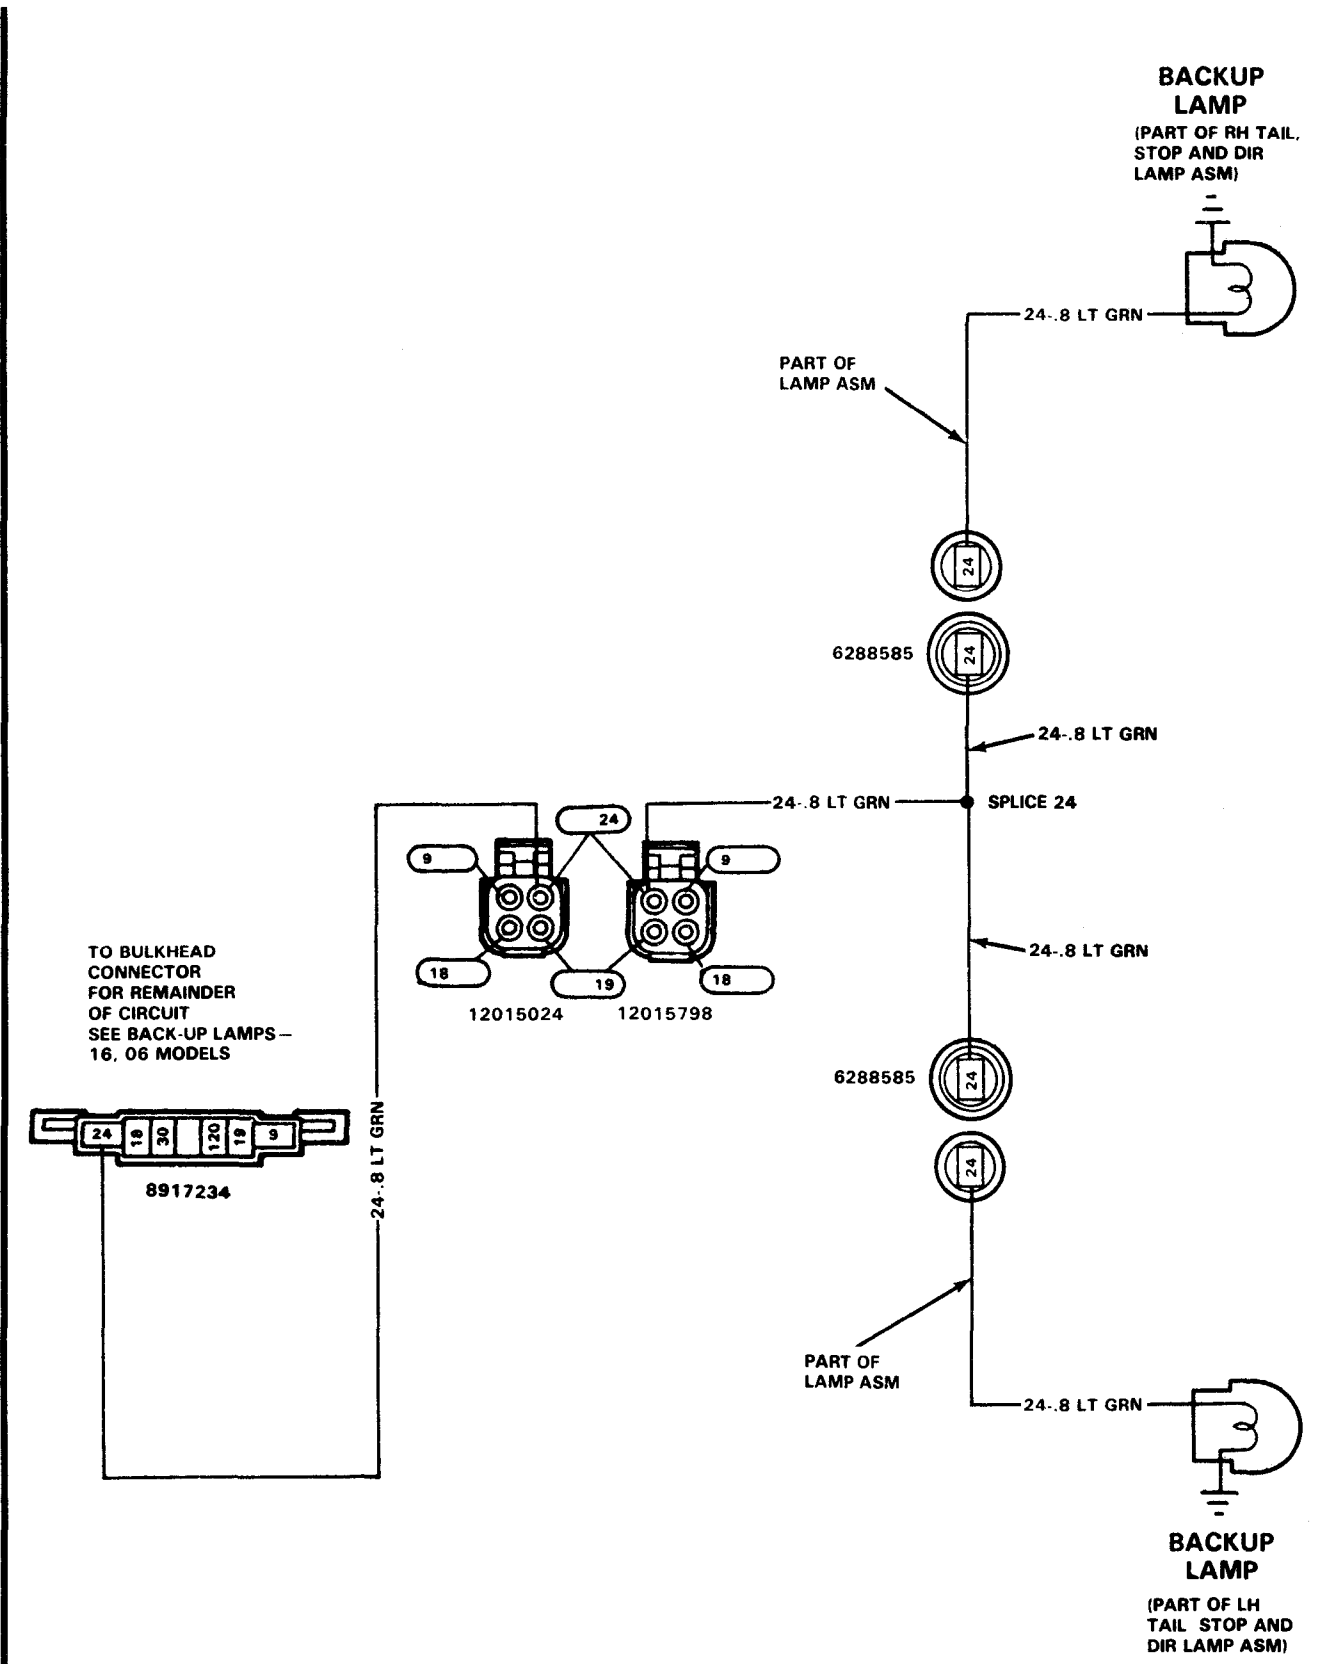 BACKUP
LAMP
(PART OF RH TAIL,
STOP AND DIR
LAMP ASM)
24-.8 LT GRN
PART OF
LAMP ASM
24
6288585
24
24-.8 LT GRN
24-.8 LT GRN
SPLICE 24
24
9
9
18
19
18
12015024
12015798
24-.8 LT GRN
TO BULKHEAD
CONNECTOR
FOR REMAINDER
OF CIRCUIT
SEE BACK-UP LAMPS—
16, 06 MODELS
24
18
30
120
19
9
8917234
24-.8 LT GRN
6288585
24
24
PART OF
LAMP ASM
24-.8 LT GRN
BACKUP
LAMP
(PART OF LH
TAIL STOP AND
DIR LAMP ASM)